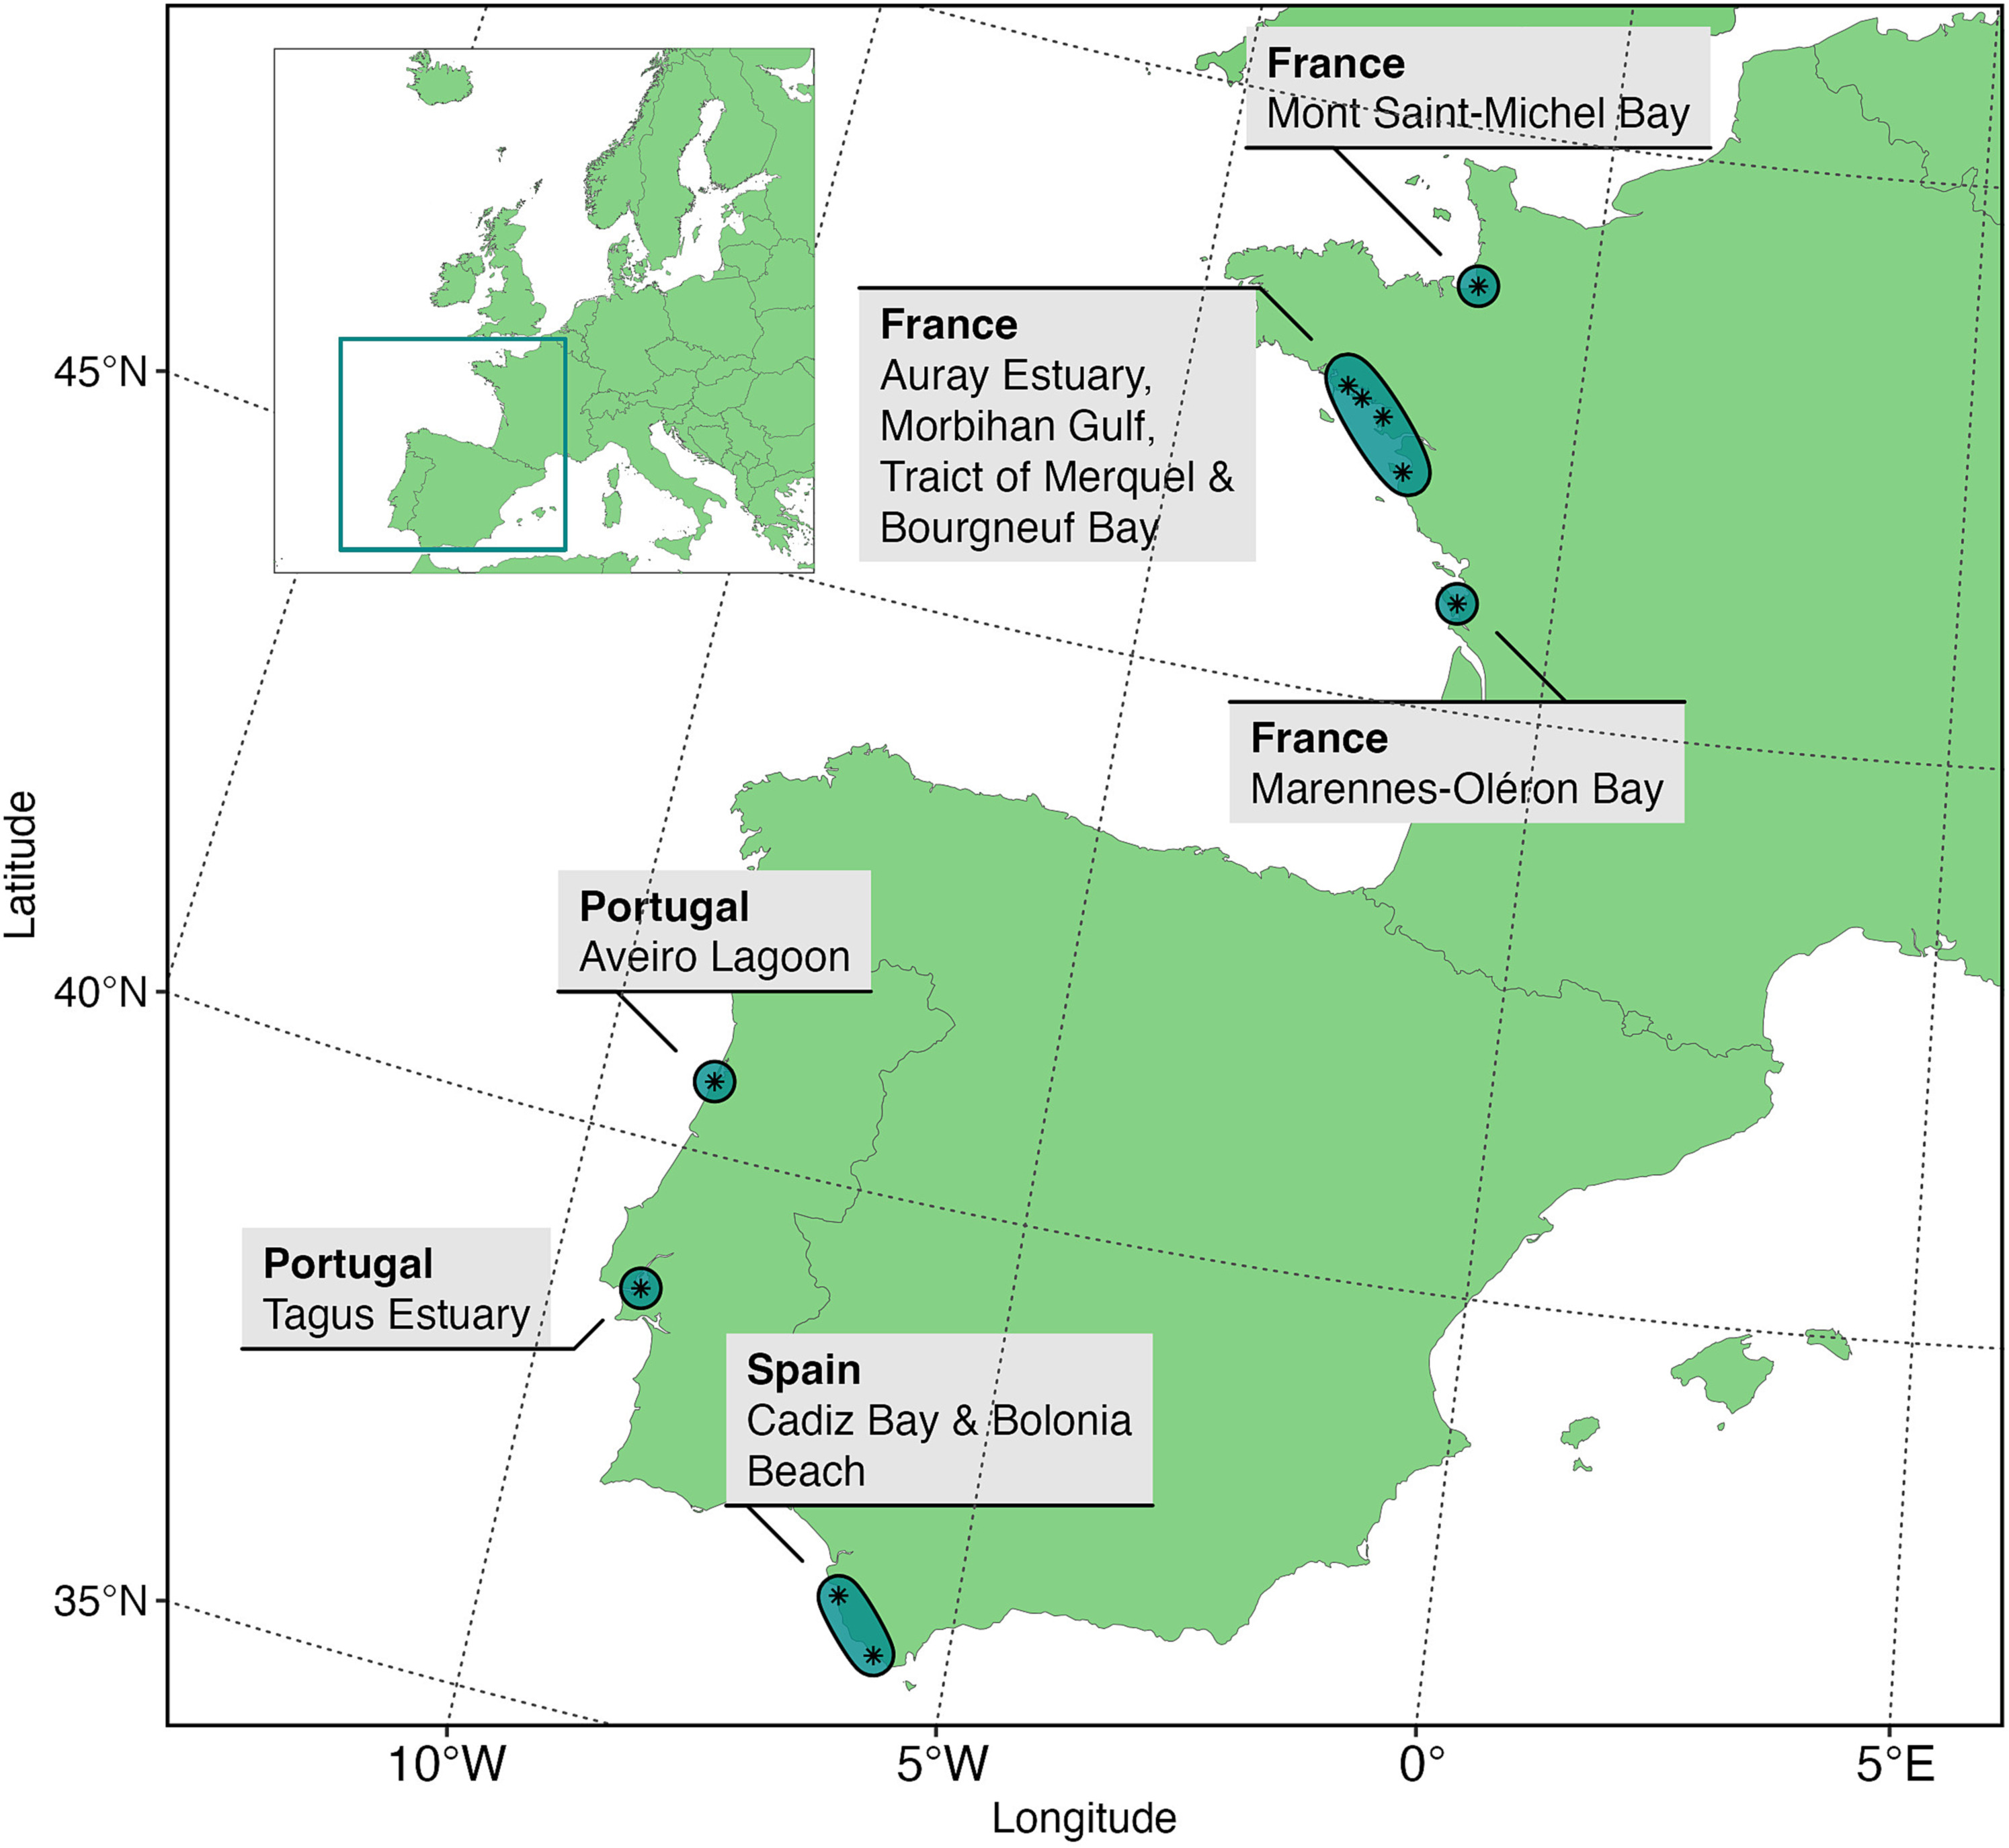 France
Mont Saint-Michel Bay
France
Auray Estuary,
Morbihan Gulf,
Traict of Merquel &
Bourgneuf Bay
France
Marennes-Oléron Bay
Portugal
Aveiro Lagoon
Portugal
Tagus Estuary
Spain
Cadiz Bay & Bolonia
Beach
Latitude
45°N
40°N
35°N
10°W
5°W
0°
5°E
Longitude